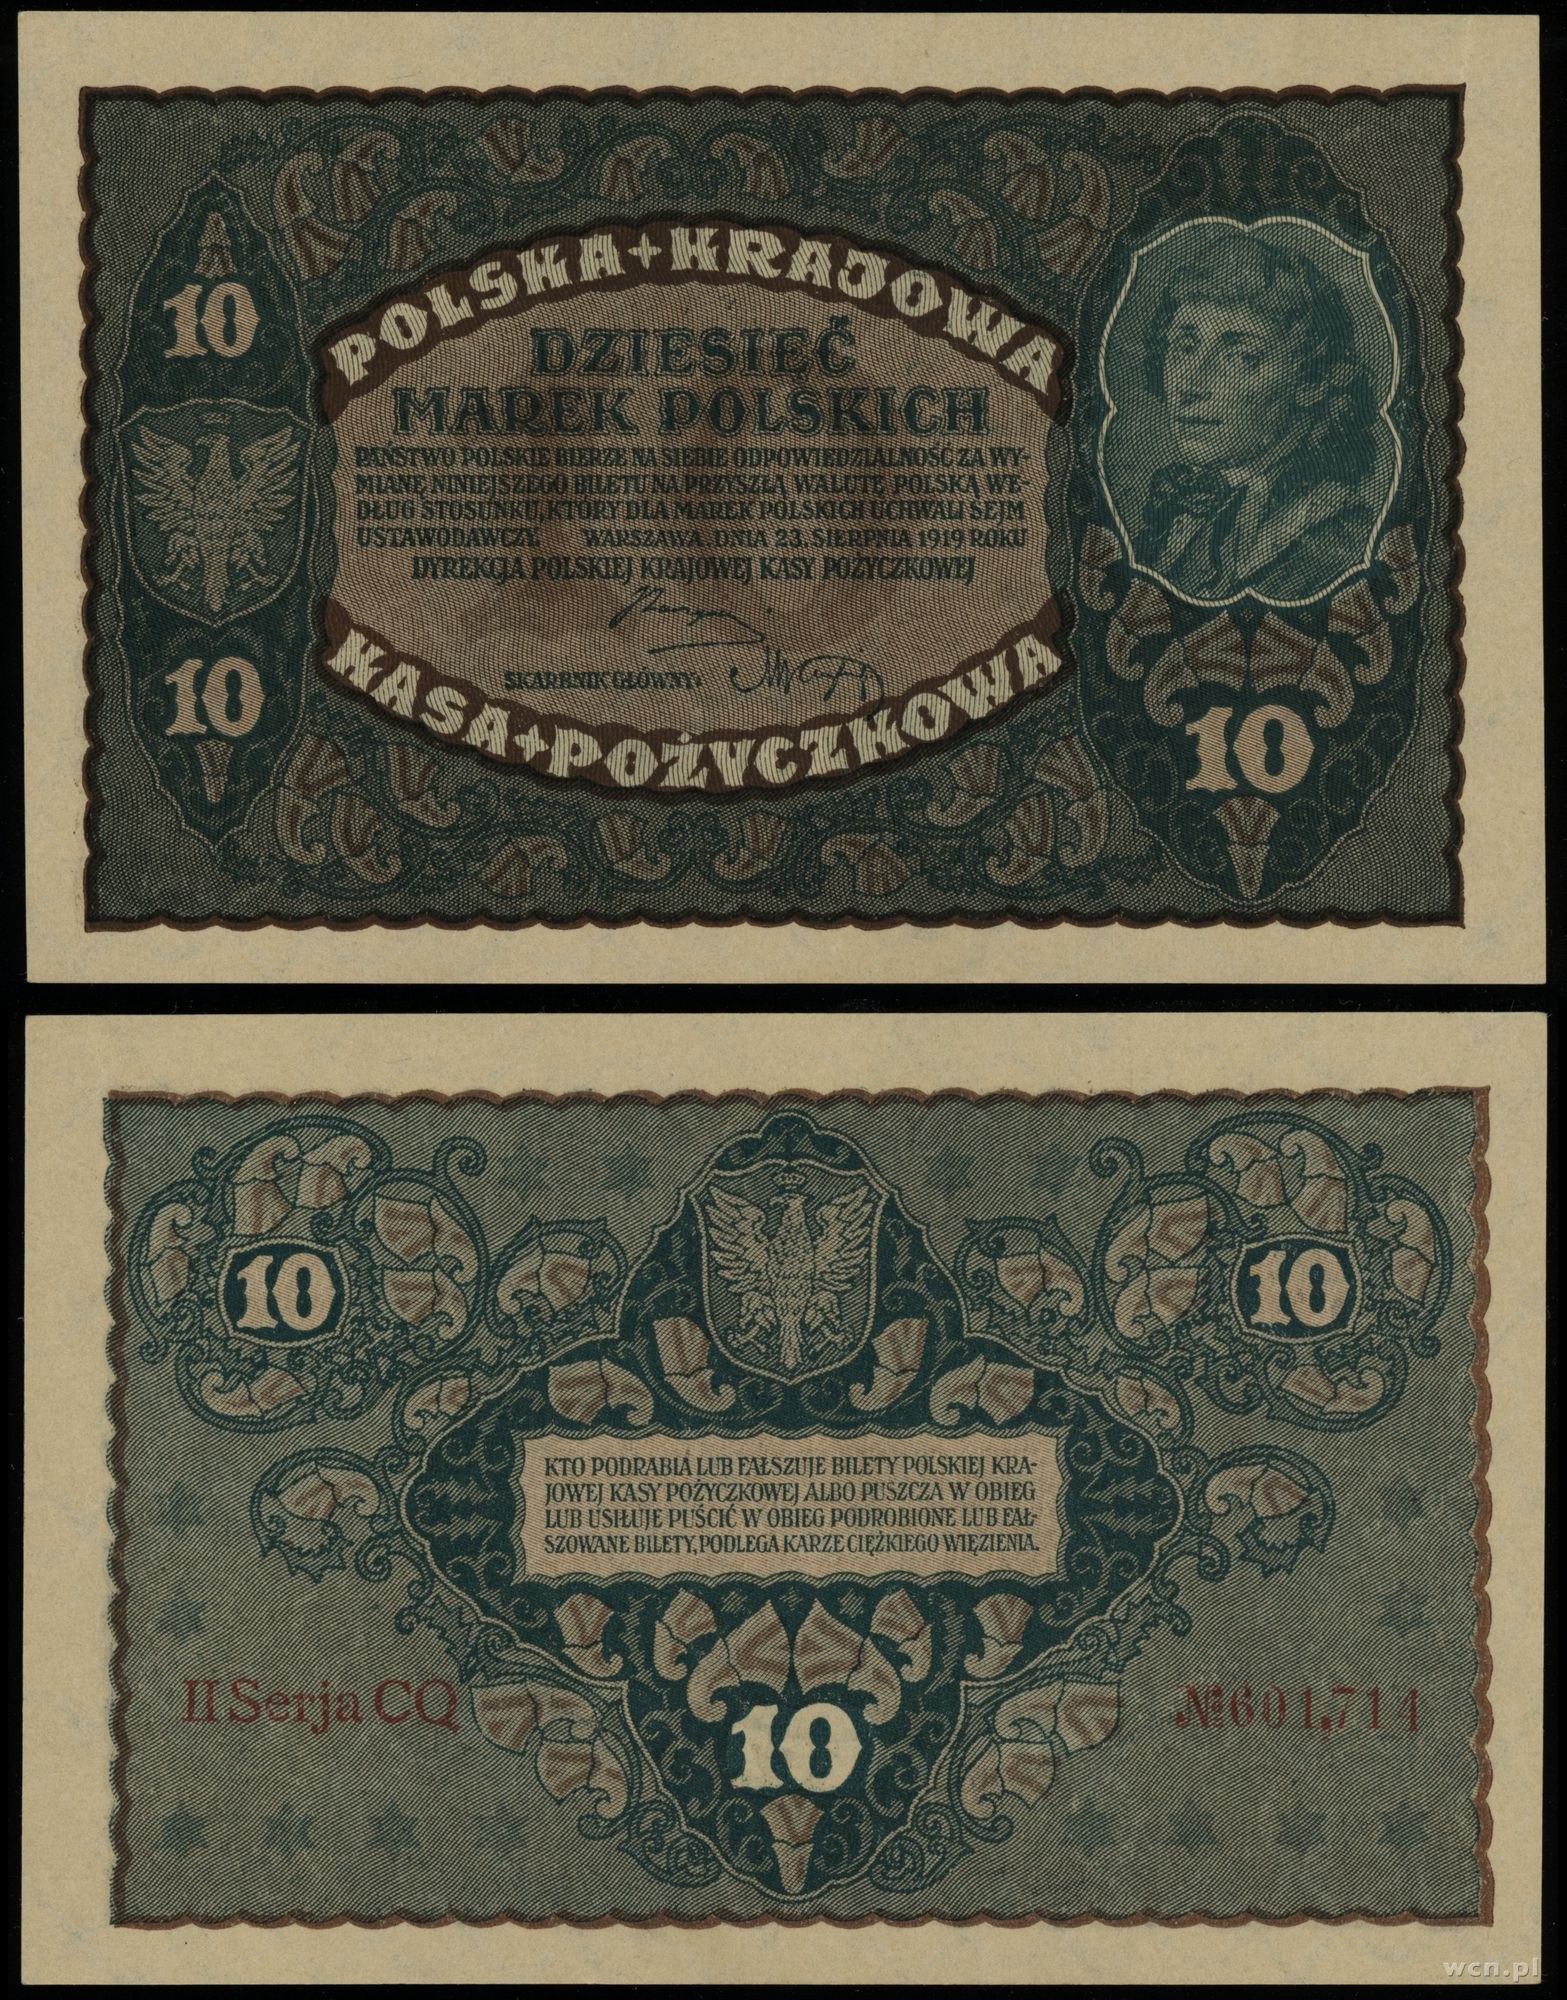 POLSKA+KRAJOWA
10
DZIESIĘĆ
MAREK POLSKICH
PAŃSTWO POLSKIE BIERZE NA SIEBIE ODPOWIEDZIALNOŚĆ ZA WY-
MIANĘ NINIEJSZEGO BILETU NA PRZYSZŁĄ WALUTĘ POLSKĄ WE-
DŁUG STOSUNKU, KTÓRY DLA MAREK POLSKICH UCHWALI SEJM
USTAWODAWCZY. WARSZAWA, DNIA 23. SIERPNIA 1919 ROKU
DYREKCJA POLSKIEJ KRAJOWEJ KASY POŻYCZKOWEJ
SKARBNIK GŁÓWNY:
10
KASA+POŻYCZKOWA
10
10
10
KTO PODRABIA LUB FAŁSZUJE BILETY POLSKIEJ KRA-
JOWEJ KASY POŻYCZKOWEJ ALBO PUSZCZA W OBIEG
LUB USIŁUJE PUŚCIĆ W OBIEG PODROBIONE LUB FAŁ-
SZOWANE BILETY, PODLEGA KARZE CIĘŻKIEGO WIĘZIENIA.
II Serja CQ
№ 601,714
10
wcn.pl